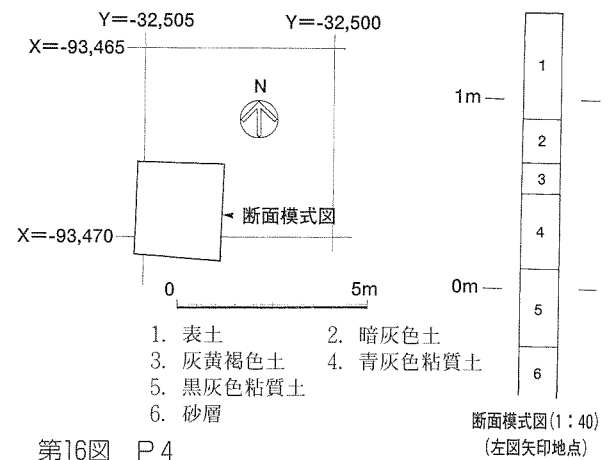 Y=-32,505 Y=-32,500
X=-93,465
N
断面模式図
X=-93,470
0 5m
1. 表土 2. 暗灰色土
3. 灰黄褐色土 4. 青灰色粘質土
5. 黒灰色粘質土
6. 砂層
第16図 P4
1
1m
2
3
4
0m
5
6
断面模式図(1:40)
(左図矢印地点)